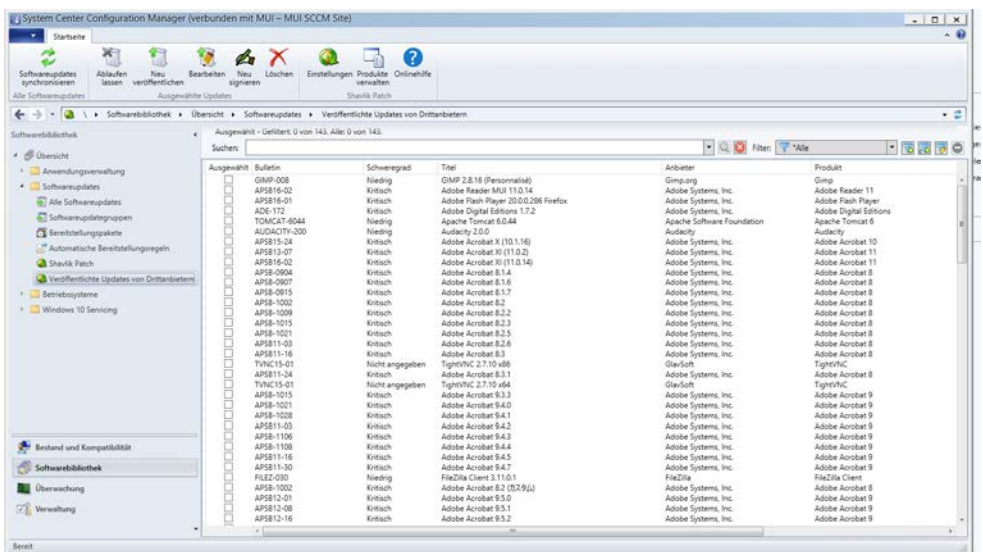 System Center Configuration Manager (verbunden mit MUI – MUI SCCM Site)
Startseite
Softwareupdates synchronisieren
Ablaufen lassen
Neu veröffentlichen
Bearbeiten
Neu signieren
Löschen
Einstellungen
Produkte verwalten
Onlinehilfe
Alle Softwareupdates
Ausgewählte Updates
Shavlik Patch
\ Softwarebibliothek Übersicht Softwareupdates Veröffentlichte Updates von Drittanbietern
Softwarebibliothek
Übersicht
Anwendungsverwaltung
Softwareupdates
Alle Softwareupdates
Softwareupdategruppen
Bereitstellungspakete
Automatische Bereitstellungsregeln
Shavlik Patch
Veröffentlichte Updates von Drittanbietern
Betriebssysteme
Windows 10 Servicing
Bestand und Kompatibilität
Softwarebibliothek
Überwachung
Verwaltung
Ausgewählt - Gefiltert: 0 von 143. Alle: 0 von 143.
Suchen: Filter: *Alle
Ausgewählt Bulletin Schweregrad Titel Anbieter Produkt
GIMP-008 Niedrig GIMP 2.8.16 (Personnalisé) Gimp.org Gimp
APSB16-02 Kritisch Adobe Reader MUI 11.0.14 Adobe Systems, Inc. Adobe Reader 11
APSB16-01 Kritisch Adobe Flash Player 20.0.0.286 Firefox Adobe Systems, Inc. Adobe Flash Player
ADE-172 Kritisch Adobe Digital Editions 1.7.2 Adobe Systems, Inc. Adobe Digital Editions
TOMCAT-6044 Niedrig Apache Tomcat 6.0.44 Apache Software Foundation Apache Tomcat 6
AUDACITY-200 Niedrig Audacity 2.0.0 Audacity Audacity
APSB15-24 Kritisch Adobe Acrobat X (10.1.16) Adobe Systems, Inc. Adobe Acrobat 10
APSB13-07 Kritisch Adobe Acrobat XI (11.0.2) Adobe Systems, Inc. Adobe Acrobat 11
APSB16-02 Kritisch Adobe Acrobat XI (11.0.14) Adobe Systems, Inc. Adobe Acrobat 11
APSB-0904 Kritisch Adobe Acrobat 8.1.4 Adobe Systems, Inc. Adobe Acrobat 8
APSB-0907 Kritisch Adobe Acrobat 8.1.6 Adobe Systems, Inc. Adobe Acrobat 8
APSB-0915 Kritisch Adobe Acrobat 8.1.7 Adobe Systems, Inc. Adobe Acrobat 8
APSB-1002 Kritisch Adobe Acrobat 8.2 Adobe Systems, Inc. Adobe Acrobat 8
APSB-1009 Kritisch Adobe Acrobat 8.2.2 Adobe Systems, Inc. Adobe Acrobat 8
APSB-1015 Kritisch Adobe Acrobat 8.2.3 Adobe Systems, Inc. Adobe Acrobat 8
APSB-1021 Kritisch Adobe Acrobat 8.2.5 Adobe Systems, Inc. Adobe Acrobat 8
APSB11-03 Kritisch Adobe Acrobat 8.2.6 Adobe Systems, Inc. Adobe Acrobat 8
APSB11-16 Kritisch Adobe Acrobat 8.3 Adobe Systems, Inc. Adobe Acrobat 8
TVNC15-01 Nicht angegeben TightVNC 2.7.10 x86 GlavSoft TightVNC
APSB11-24 Kritisch Adobe Acrobat 8.3.1 Adobe Systems, Inc. Adobe Acrobat 8
TVNC15-01 Nicht angegeben TightVNC 2.7.10 x64 GlavSoft TightVNC
APSB-1015 Kritisch Adobe Acrobat 9.3.3 Adobe Systems, Inc. Adobe Acrobat 9
APSB-1021 Kritisch Adobe Acrobat 9.4.0 Adobe Systems, Inc. Adobe Acrobat 9
APSB-1028 Kritisch Adobe Acrobat 9.4.1 Adobe Systems, Inc. Adobe Acrobat 9
APSB11-03 Kritisch Adobe Acrobat 9.4.2 Adobe Systems, Inc. Adobe Acrobat 9
APSB-1106 Kritisch Adobe Acrobat 9.4.3 Adobe Systems, Inc. Adobe Acrobat 9
APSB-1108 Kritisch Adobe Acrobat 9.4.4 Adobe Systems, Inc. Adobe Acrobat 9
APSB11-16 Kritisch Adobe Acrobat 9.4.5 Adobe Systems, Inc. Adobe Acrobat 9
APSB11-30 Kritisch Adobe Acrobat 9.4.7 Adobe Systems, Inc. Adobe Acrobat 9
FILEZ-030 Niedrig FileZilla Client 3.11.0.1 FileZilla FileZilla Client
APSB-1002 Kritisch Adobe Acrobat 8.2 (カスタム) Adobe Systems, Inc. Adobe Acrobat 8
APSB12-01 Kritisch Adobe Acrobat 9.5.0 Adobe Systems, Inc. Adobe Acrobat 9
APSB12-08 Kritisch Adobe Acrobat 9.5.1 Adobe Systems, Inc. Adobe Acrobat 9
APSB12-16 Kritisch Adobe Acrobat 9.5.2 Adobe Systems, Inc. Adobe Acrobat 9
Bereit